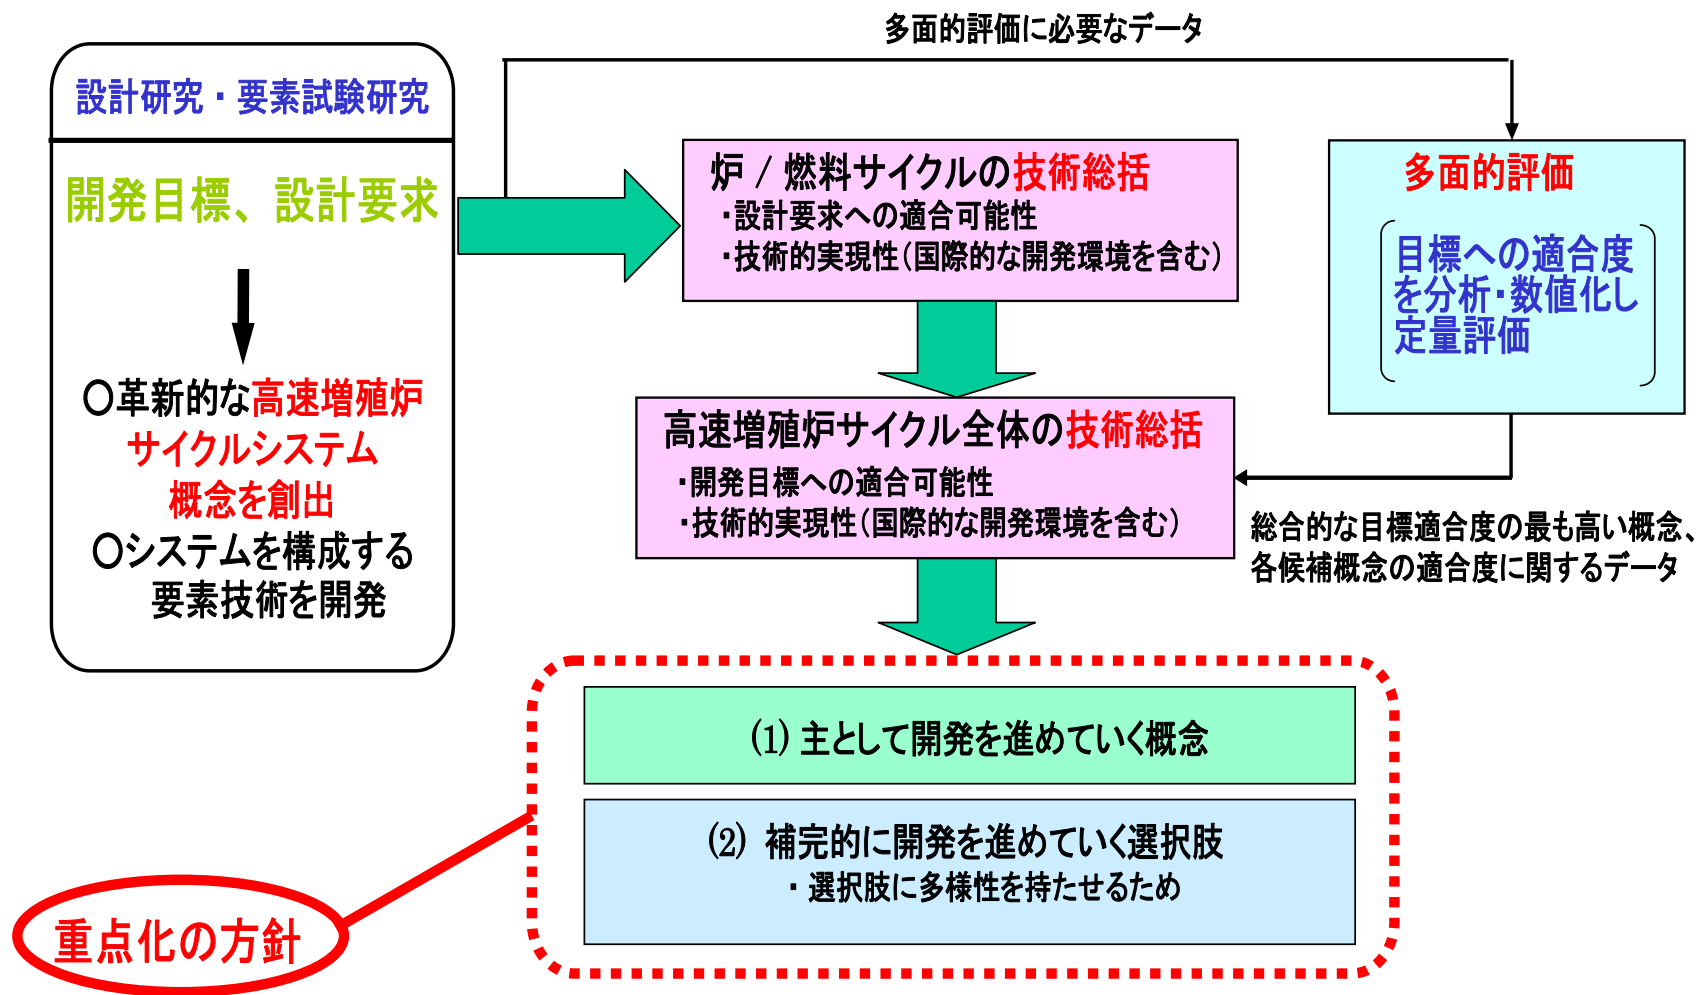 多面的評価に必要なデータ
設計研究・要素試験研究
開発目標、設計要求
〇革新的な高速増殖炉
サイクルシステム
概念を創出
〇システムを構成する
要素技術を開発
炉 / 燃料サイクルの技術総括
・設計要求への適合可能性
・技術的実現性(国際的な開発環境を含む)
多面的評価
目標への適合度
を分析・数値化し
定量評価
高速増殖炉サイクル全体の技術総括
・開発目標への適合可能性
・技術的実現性(国際的な開発環境を含む)
総合的な目標適合度の最も高い概念、
各候補概念の適合度に関するデータ
(1) 主として開発を進めていく概念
(2) 補完的に開発を進めていく選択肢
・ 選択肢に多様性を持たせるため
重点化の方針